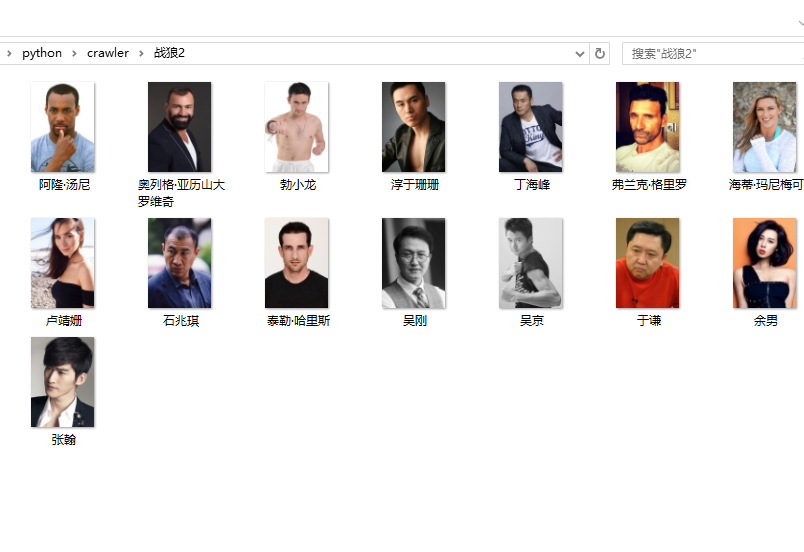 python crawler 战狼2
搜索"战狼2"
阿隆·汤尼
奥列格·亚历山大
罗维奇
勃小龙
淳于珊珊
丁海峰
弗兰克·格里罗
海蒂·玛尼梅可
卢靖姗
石兆琪
泰勒·哈里斯
吴刚
吴京
于谦
余男
张翰